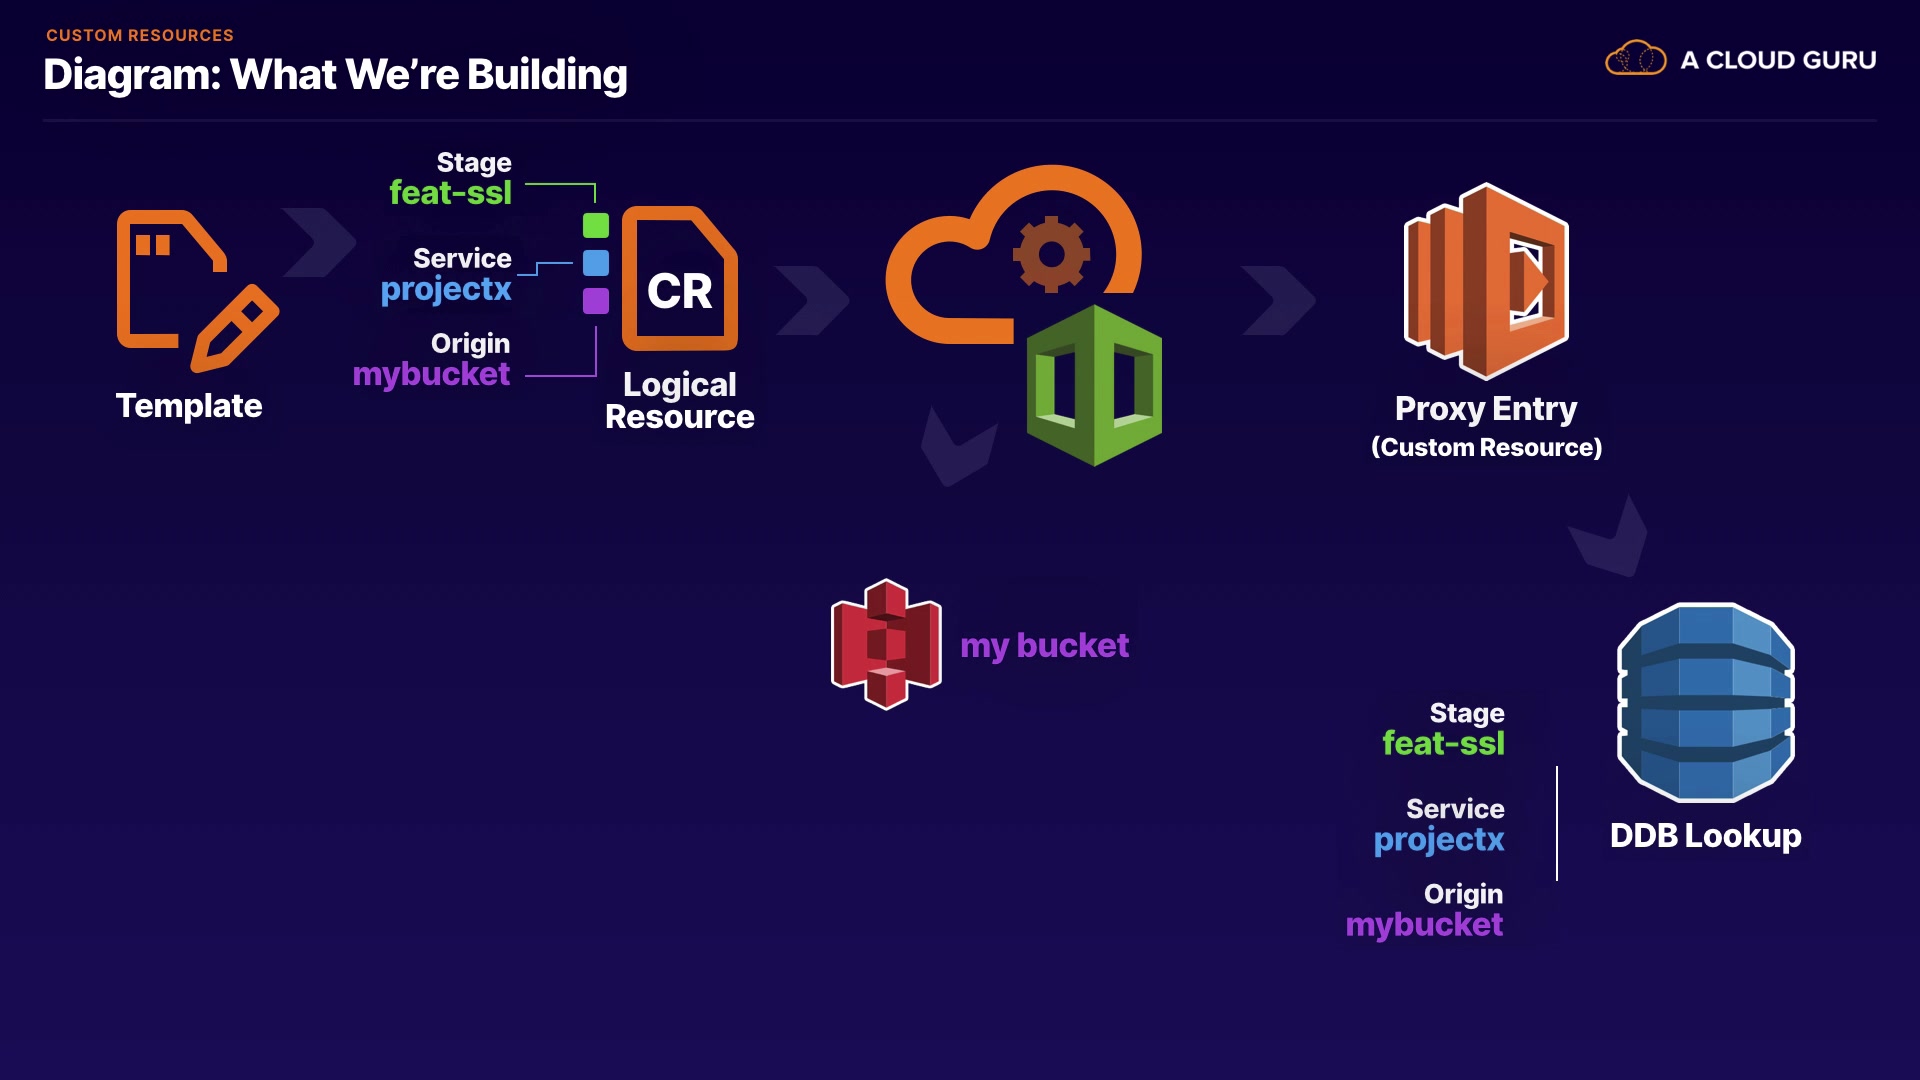 CUSTOM RESOURCES
Diagram: What We’re Building
A CLOUD GURU
Stage
feat-ssl
Service
projectx
Origin
mybucket
CR
Template
Logical
Resource
Proxy Entry
(Custom Resource)
my bucket
Stage
feat-ssl
Service
projectx
Origin
mybucket
DDB Lookup